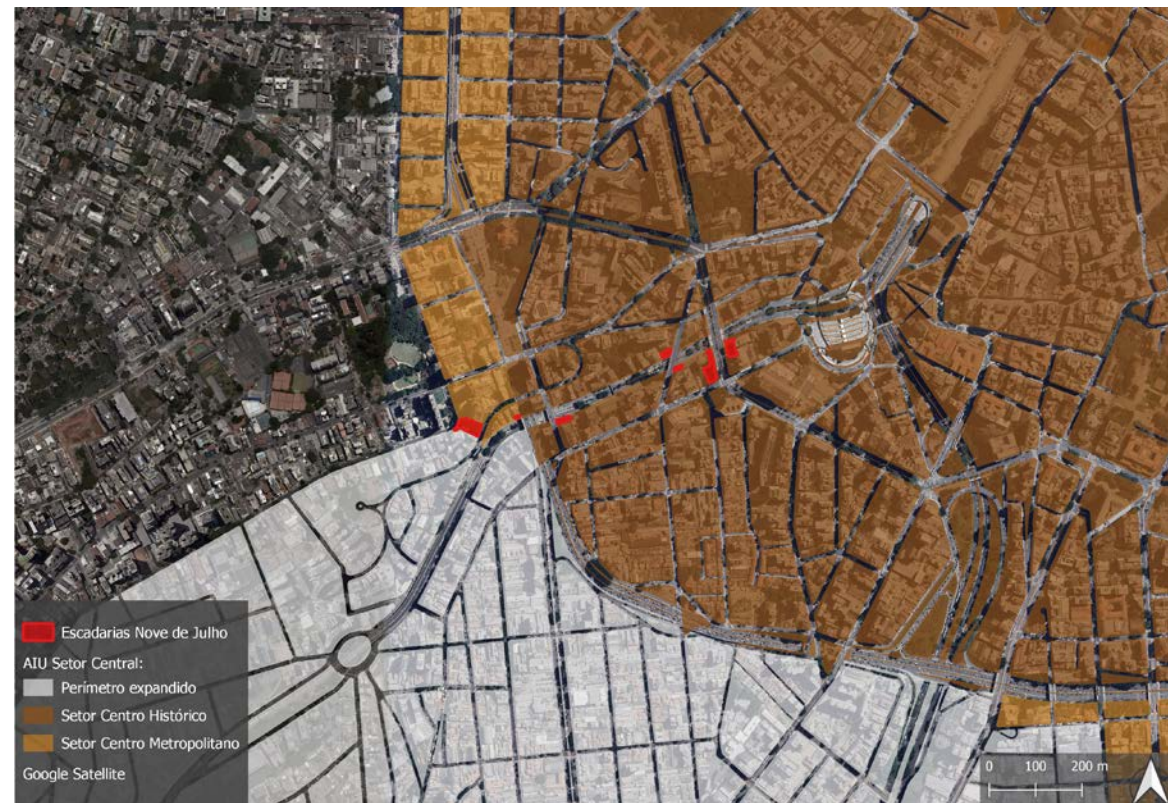 Escadarias Nove de Julho
AIU Setor Central:
Perímetro expandido
Setor Centro Histórico
Setor Centro Metropolitano
Google Satellite
0 100 200 m